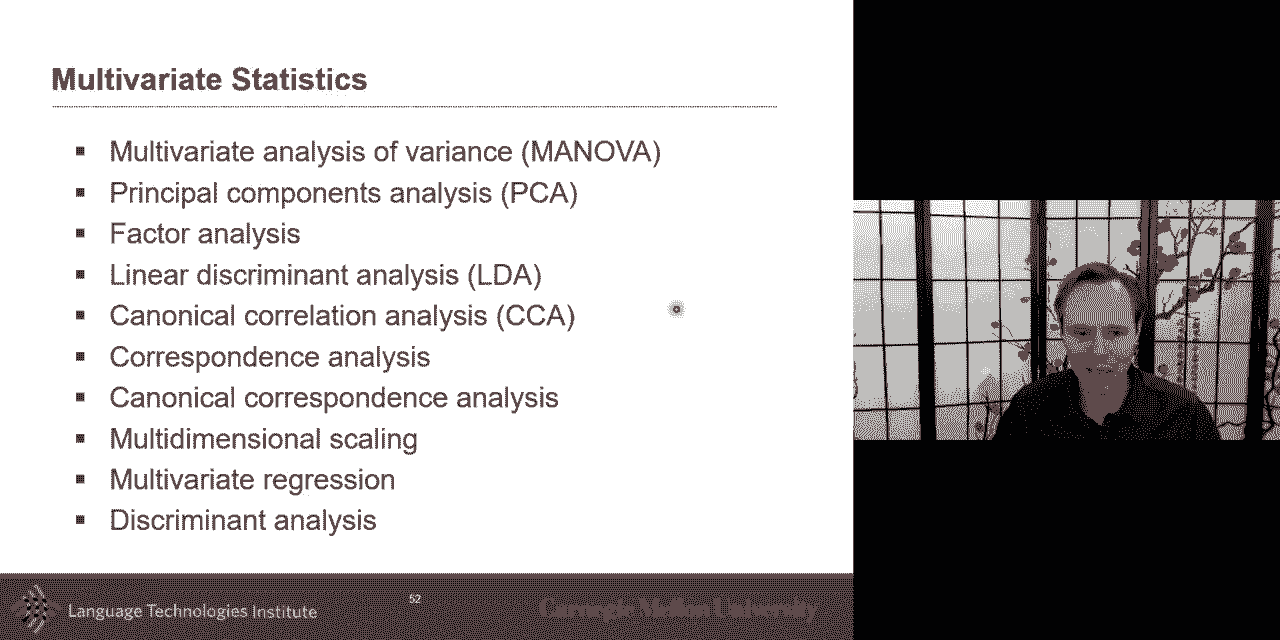 Multivariate Statistics
▪ Multivariate analysis of variance (MANOVA)
▪ Principal components analysis (PCA)
▪ Factor analysis
▪ Linear discriminant analysis (LDA)
▪ Canonical correlation analysis (CCA)
▪ Correspondence analysis
▪ Canonical correspondence analysis
▪ Multidimensional scaling
▪ Multivariate regression
▪ Discriminant analysis
52
Language Technologies Institute
Carnegie Mellon University